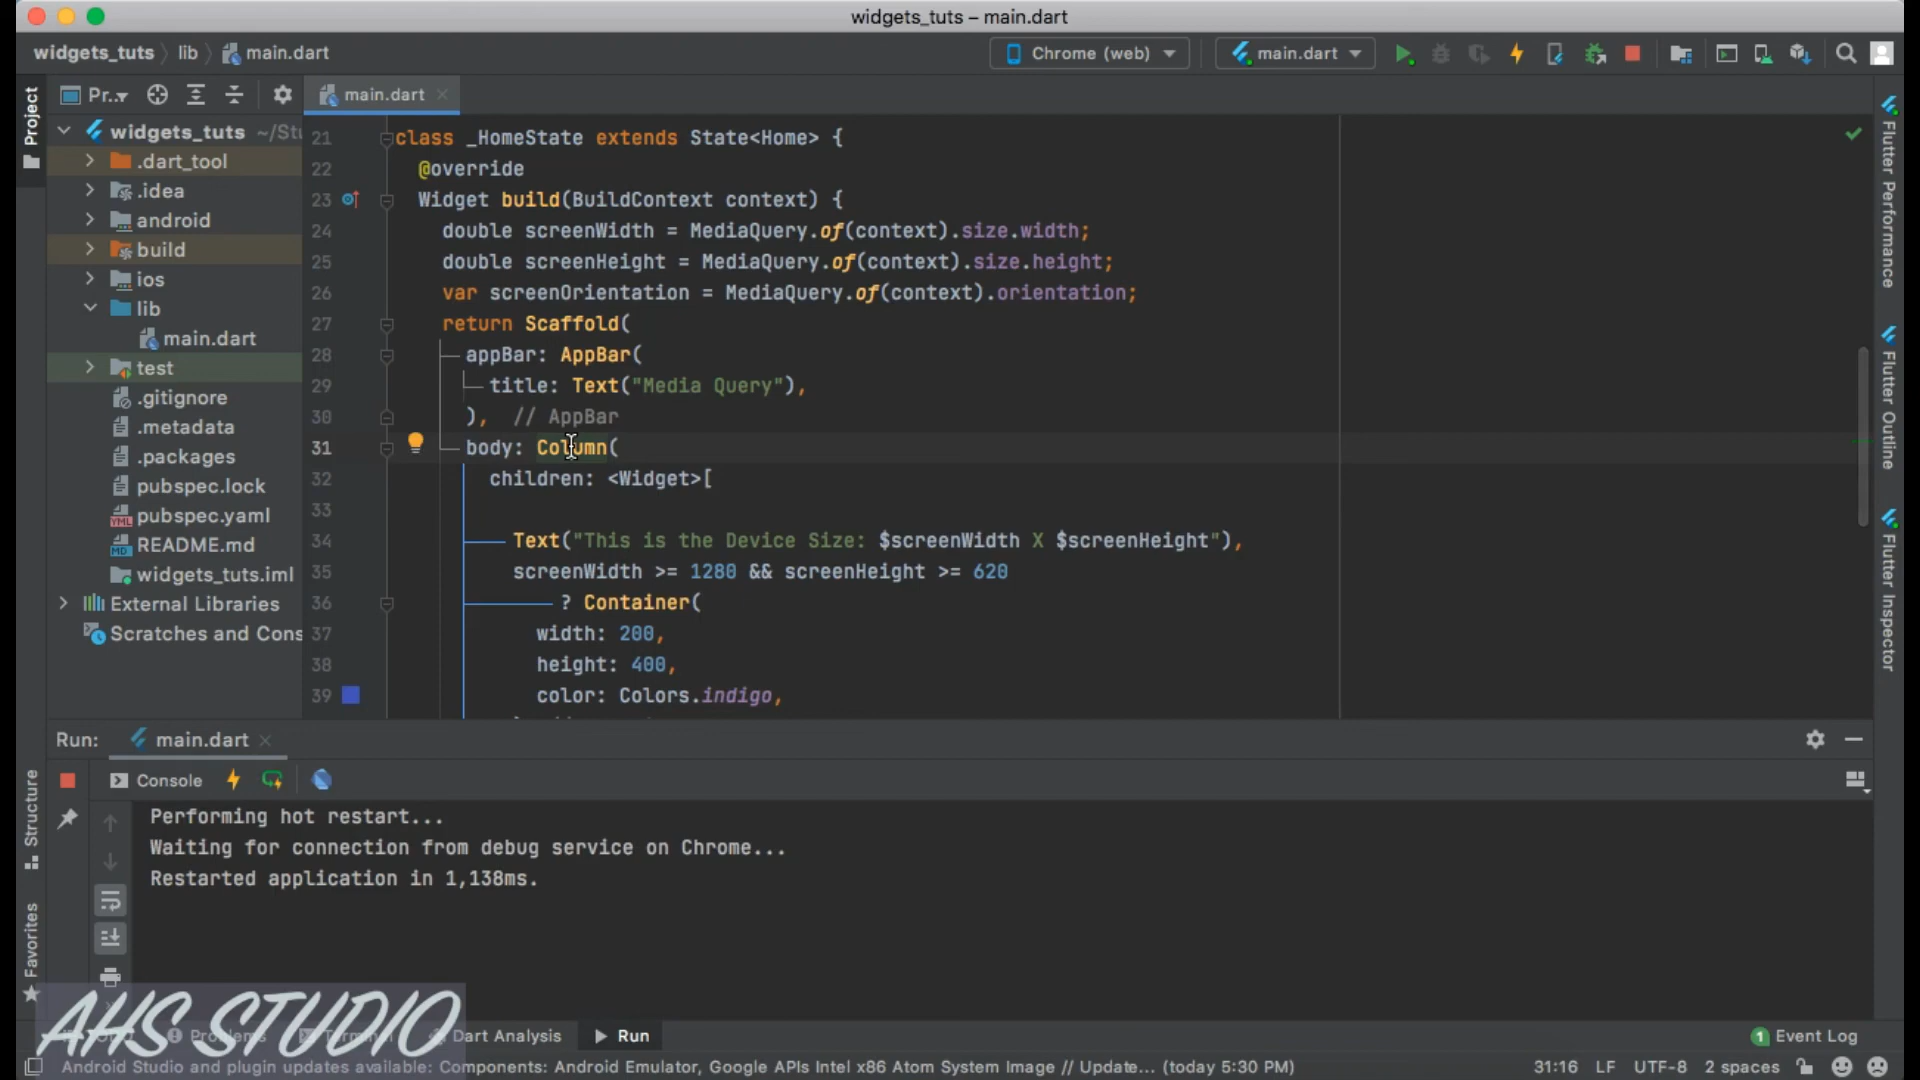 widgets_tuts – main.dart
widgets_tuts lib main.dart Chrome (web) main.dart
Project Pr... main.dart
widgets_tuts ~/Stu
.dart_tool
.idea
android
build
ios
lib
main.dart
test
.gitignore
.metadata
.packages
pubspec.lock
pubspec.yaml
README.md
widgets_tuts.iml
External Libraries
Scratches and Cons
21 class _HomeState extends State<Home> {
22 @override
23 Widget build(BuildContext context) {
24 double screenWidth = MediaQuery.of(context).size.width;
25 double screenHeight = MediaQuery.of(context).size.height;
26 var screenOrientation = MediaQuery.of(context).orientation;
27 return Scaffold(
28 appBar: AppBar(
29 title: Text("Media Query"),
30 ), // AppBar
31 body: Column(
32 children: <Widget>[
33
34 Text("This is the Device Size: $screenWidth X $screenHeight"),
35 screenWidth >= 1280 && screenHeight >= 620
36 ? Container(
37 width: 200,
38 height: 400,
39 color: Colors.indigo,
Flutter Performance
Flutter Outline
Flutter Inspector
Run: main.dart
Console
Structure
Favorites
Performing hot restart...
Waiting for connection from debug service on Chrome...
Restarted application in 1,138ms.
AHS STUDIO
Dart Analysis Run Event Log
Android Studio and plugin updates available: Components: Android Emulator, Google APIs Intel x86 Atom System Image // Update... (today 5:30 PM) 31:16 LF UTF-8 2 spaces